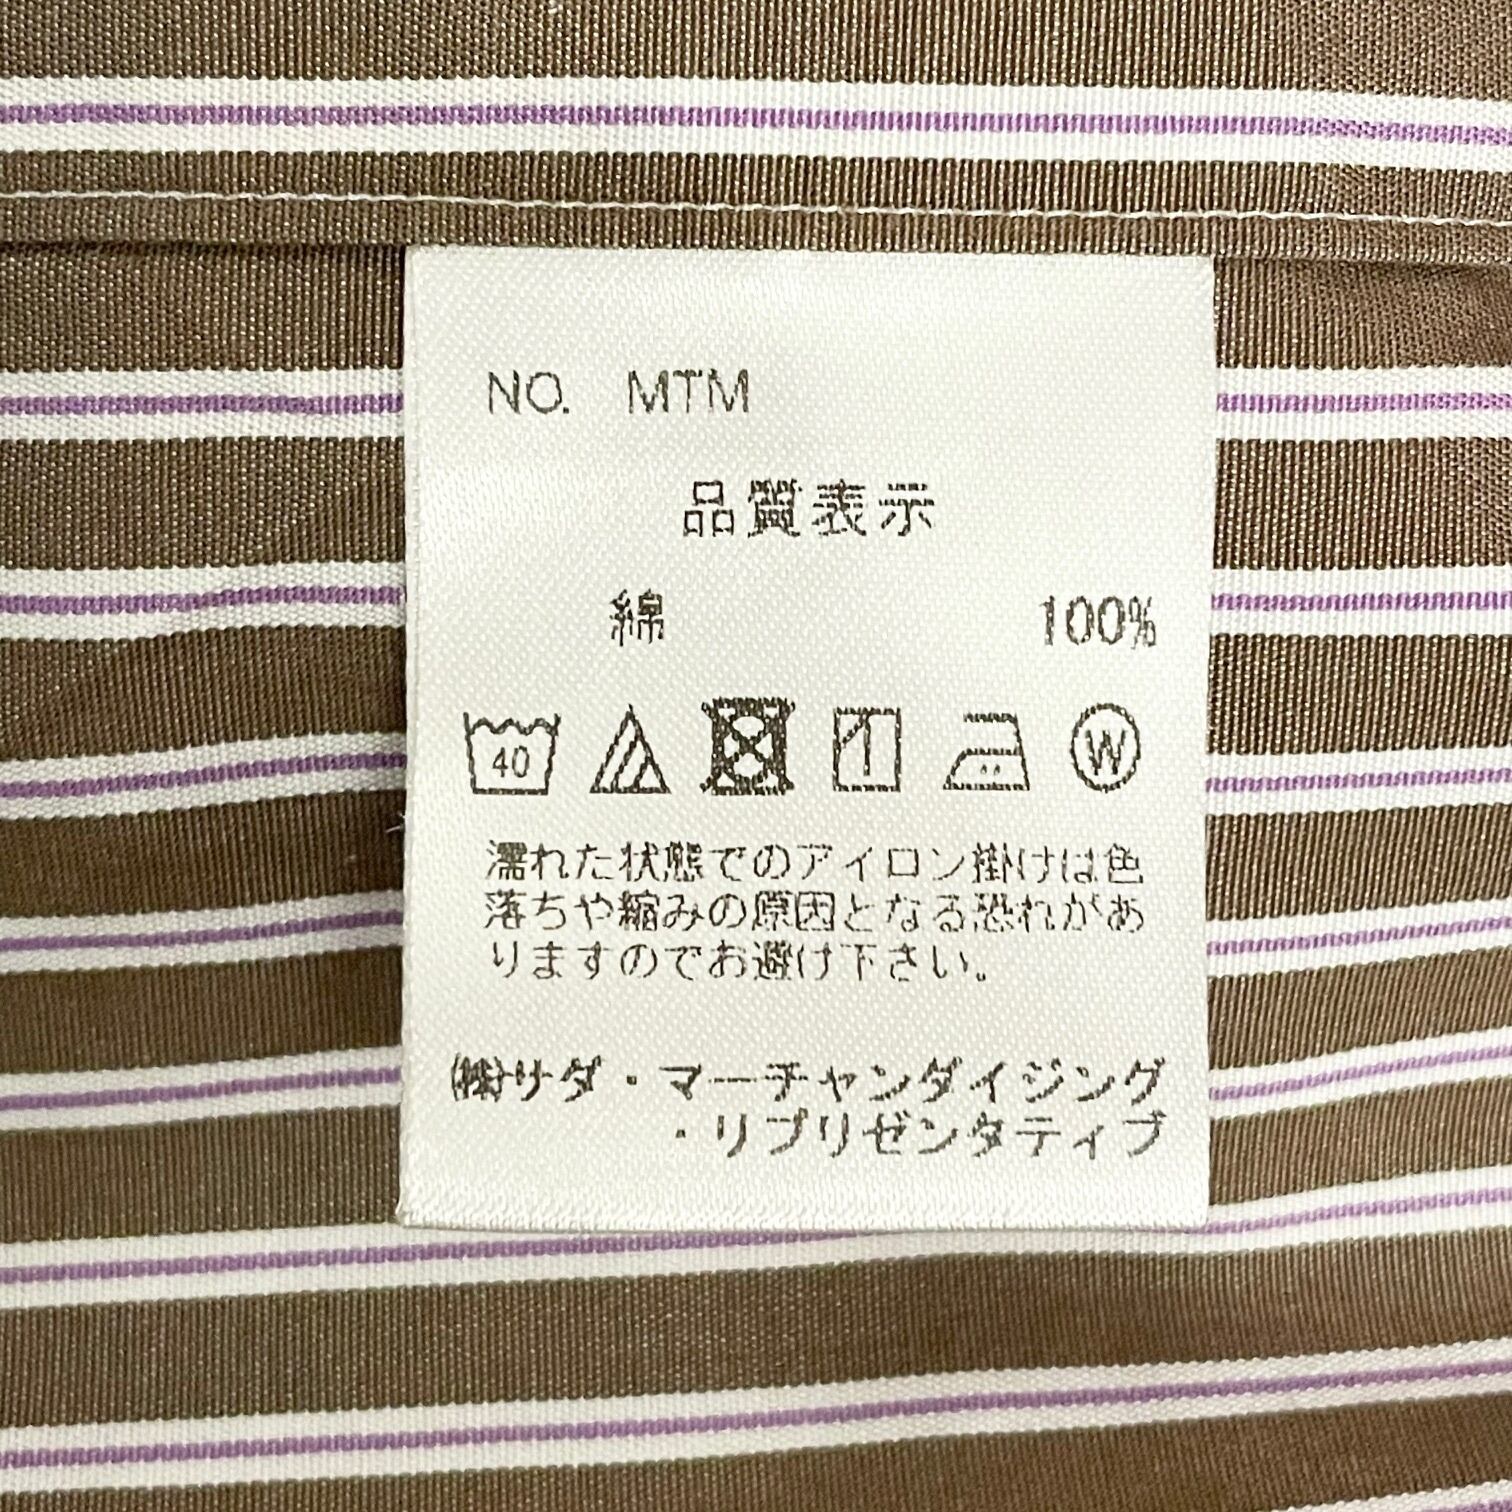 NO. MTM
品質表示
綿 100%
40 W
濡れた状態でのアイロン掛けは色
落ちや縮みの原因となる恐れがあ
りますのでお避け下さい。
㈱サダ・マーチャンダイジング
・リプリゼンタティブ